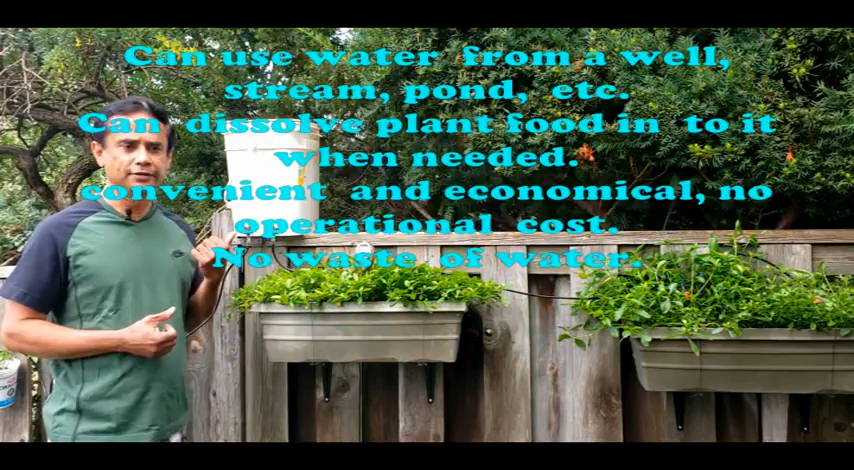 Can use water from a well,
stream, pond, etc.
Can dissolve plant food in to it
when needed.
convenient and economical, no
operational cost.
No waste of water.